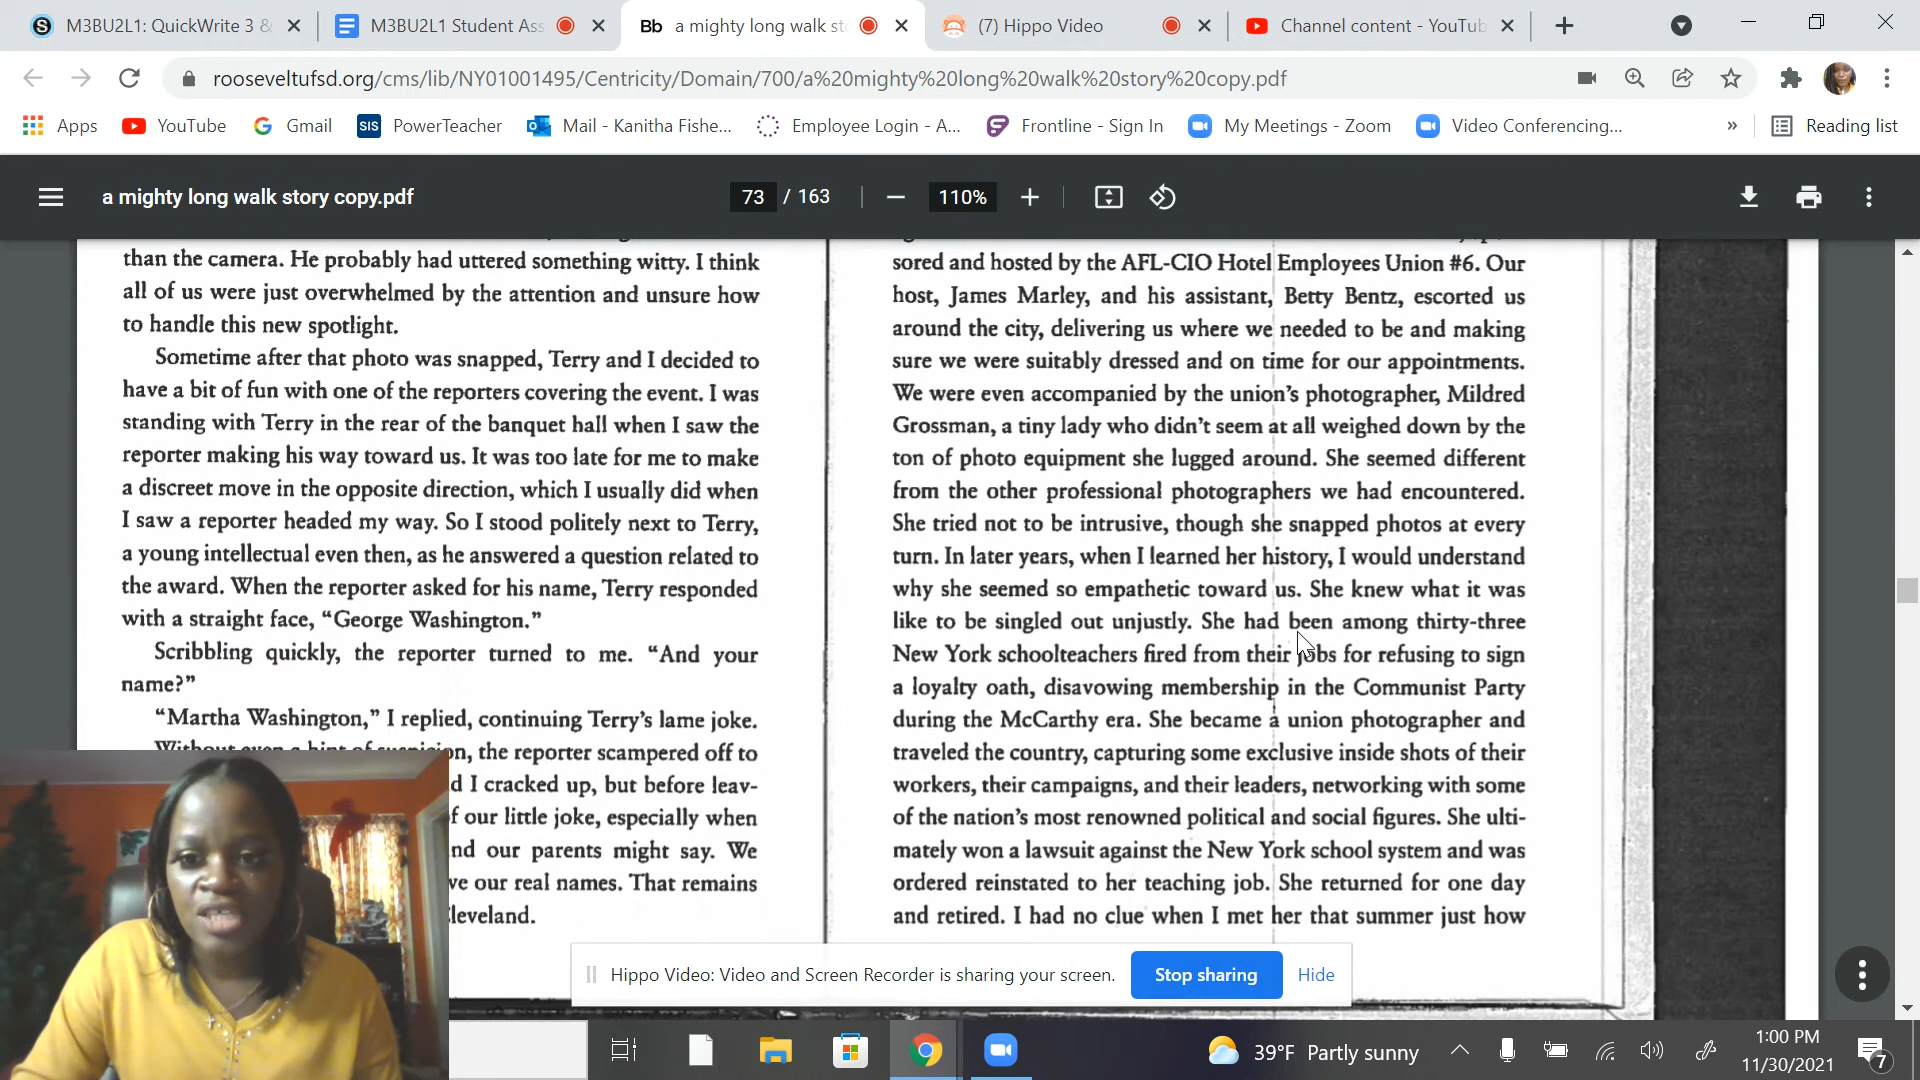 M3BU2L1: QuickWrite 3 &
M3BU2L1 Student Ass
Bb a mighty long walk sto
(7) Hippo Video
Channel content - YouTub
rooseveltufsd.org/cms/lib/NY01001495/Centricity/Domain/700/a%20mighty%20long%20walk%20story%20copy.pdf
Apps
YouTube
Gmail
SIS PowerTeacher
Mail - Kanitha Fishe...
Employee Login - A...
Frontline - Sign In
My Meetings - Zoom
Video Conferencing...
»
Reading list
a mighty long walk story copy.pdf
73 / 163
110%
than the camera. He probably had uttered something witty. I think
all of us were just overwhelmed by the attention and unsure how
to handle this new spotlight.
Sometime after that photo was snapped, Terry and I decided to
have a bit of fun with one of the reporters covering the event. I was
standing with Terry in the rear of the banquet hall when I saw the
reporter making his way toward us. It was too late for me to make
a discreet move in the opposite direction, which I usually did when
I saw a reporter headed my way. So I stood politely next to Terry,
a young intellectual even then, as he answered a question related to
the award. When the reporter asked for his name, Terry responded
with a straight face, “George Washington.”
Scribbling quickly, the reporter turned to me. “And your
name?”
“Martha Washington,” I replied, continuing Terry’s lame joke.
Without even a hint of suspicion, the reporter scampered off to
d I cracked up, but before leav-
f our little joke, especially when
nd our parents might say. We
ve our real names. That remains
leveland.
sored and hosted by the AFL-CIO Hotel Employees Union #6. Our
host, James Marley, and his assistant, Betty Bentz, escorted us
around the city, delivering us where we needed to be and making
sure we were suitably dressed and on time for our appointments.
We were even accompanied by the union’s photographer, Mildred
Grossman, a tiny lady who didn’t seem at all weighed down by the
ton of photo equipment she lugged around. She seemed different
from the other professional photographers we had encountered.
She tried not to be intrusive, though she snapped photos at every
turn. In later years, when I learned her history, I would understand
why she seemed so empathetic toward us. She knew what it was
like to be singled out unjustly. She had been among thirty-three
New York schoolteachers fired from their jobs for refusing to sign
a loyalty oath, disavowing membership in the Communist Party
during the McCarthy era. She became a union photographer and
traveled the country, capturing some exclusive inside shots of their
workers, their campaigns, and their leaders, networking with some
of the nation’s most renowned political and social figures. She ulti-
mately won a lawsuit against the New York school system and was
ordered reinstated to her teaching job. She returned for one day
and retired. I had no clue when I met her that summer just how
Hippo Video: Video and Screen Recorder is sharing your screen.
Stop sharing
Hide
39°F Partly sunny
1:00 PM
11/30/2021
7